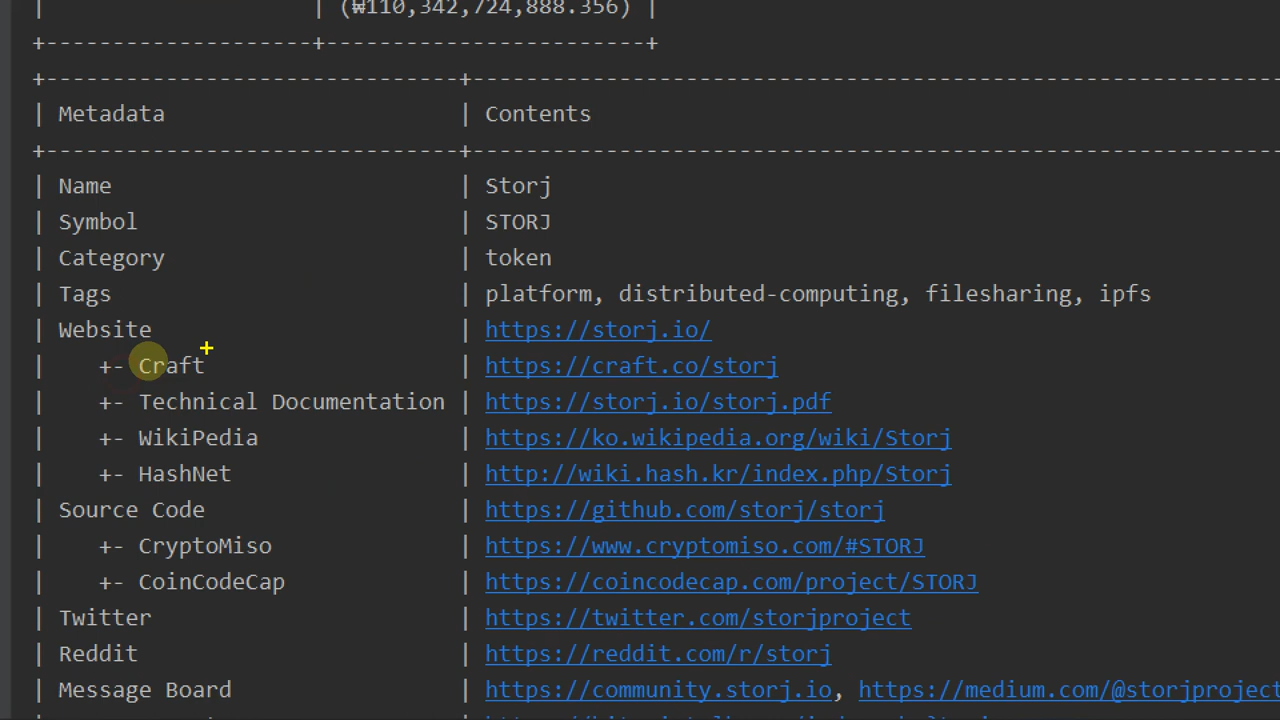 | | (₩110,342,724,888.356) |
+--------------------+-------------------------+
+-------------------------------+-------------------------------------------------------------
| Metadata | Contents
+-------------------------------+-------------------------------------------------------------
| Name | Storj
| Symbol | STORJ
| Category | token
| Tags | platform, distributed-computing, filesharing, ipfs
| Website | https://storj.io/
| +- Craft | https://craft.co/storj
| +- Technical Documentation | https://storj.io/storj.pdf
| +- WikiPedia | https://ko.wikipedia.org/wiki/Storj
| +- HashNet | http://wiki.hash.kr/index.php/Storj
| Source Code | https://github.com/storj/storj
| +- CryptoMiso | https://www.cryptomiso.com/#STORJ
| +- CoinCodeCap | https://coincodecap.com/project/STORJ
| Twitter | https://twitter.com/storjproject
| Reddit | https://reddit.com/r/storj
| Message Board | https://community.storj.io, https://medium.com/@storjproject